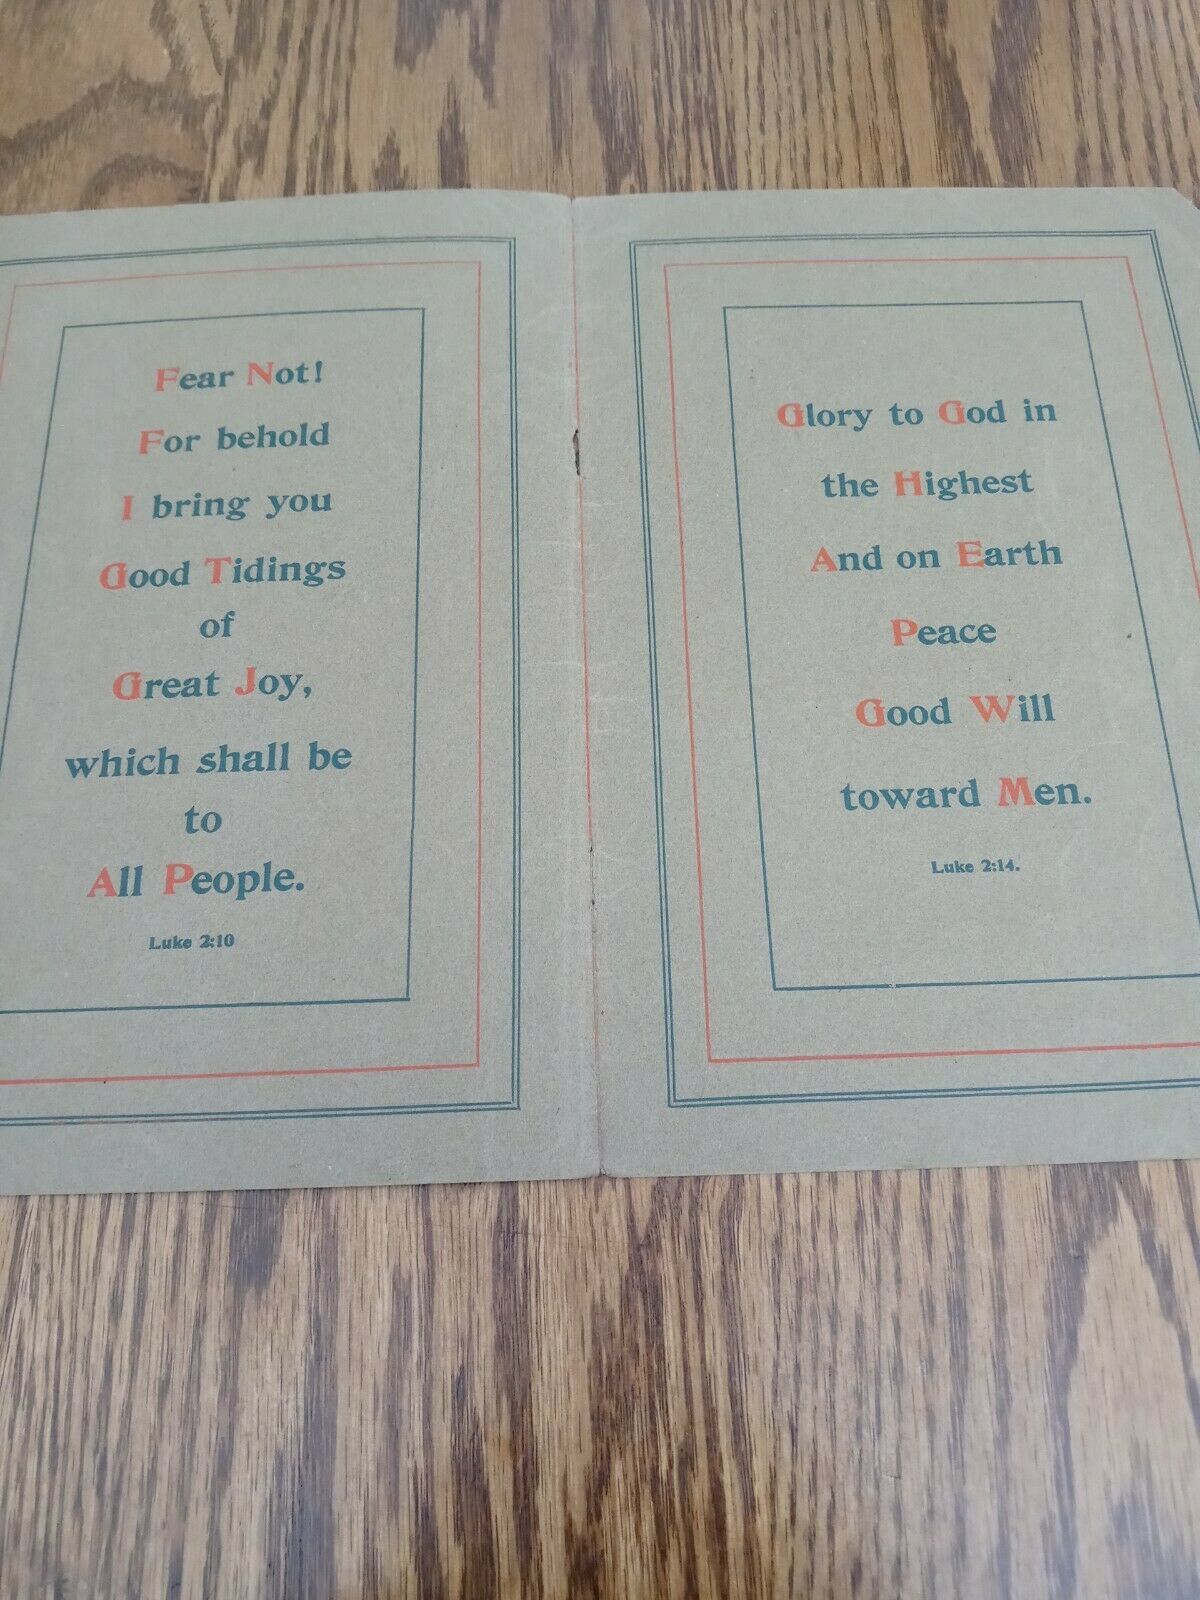 Fear Not!
For behold
I bring you
Good Tidings
of
Great Joy,
which shall be
to
All People.
Luke 2:10
Glory to God in
the Highest
And on Earth
Peace
Good Will
toward Men.
Luke 2:14.